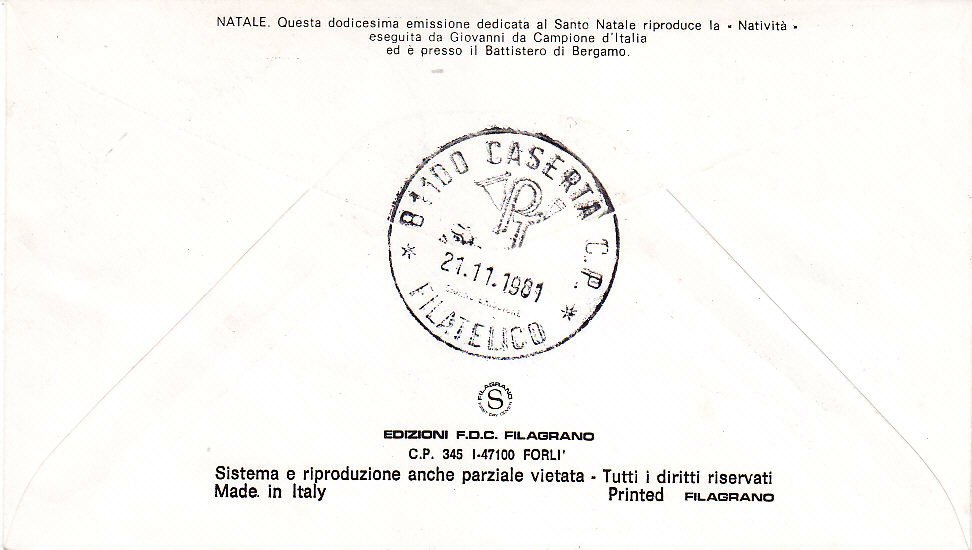 NATALE. Questa dodicesima emissione dedicata al Santo Natale riproduce la - Natività -
eseguita da Giovanni da Campione d'Italia
ed è presso il Battistero di Bergamo.
* 81100 CASERTA C.P. *
PT
21.11.1981
FILATELICO
FILAGRANO
S
EDIZIONI F.D.C. FILAGRANO
C.P. 345 I-47100 FORLI'
Sistema e riproduzione anche parziale vietata - Tutti i diritti riservati
Made in Italy Printed FILAGRANO